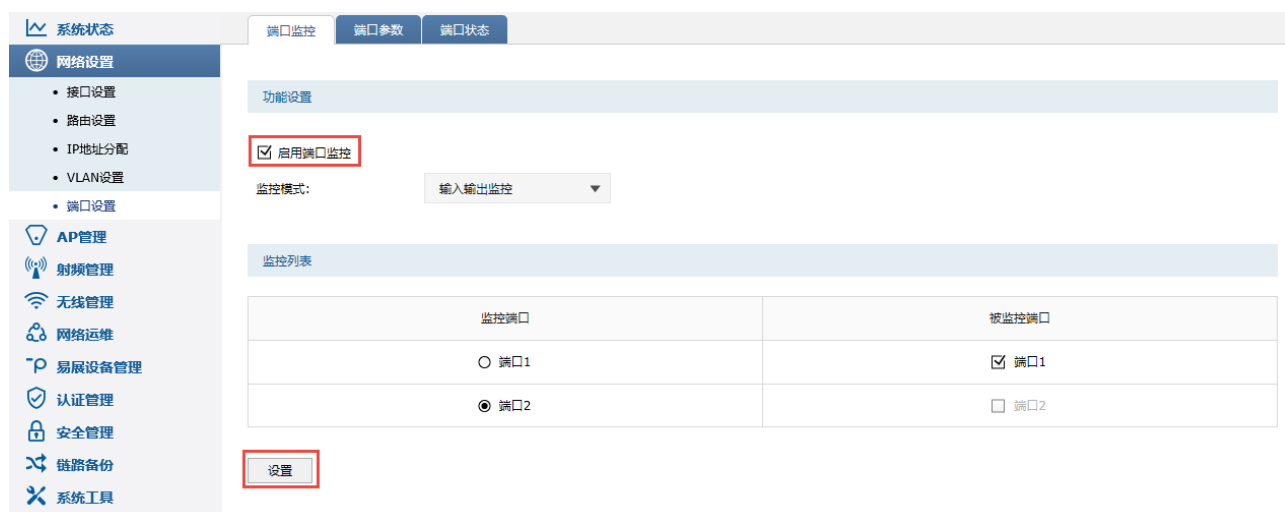 系统状态
网络设置
• 接口设置
• 路由设置
• IP地址分配
• VLAN设置
• 端口设置
AP管理
射频管理
无线管理
网络运维
易展设备管理
认证管理
安全管理
链路备份
系统工具
端口监控 端口参数 端口状态
功能设置
启用端口监控
监控模式: 输入输出监控
监控列表
监控端口 被监控端口
端口1 端口1
端口2 端口2
设置